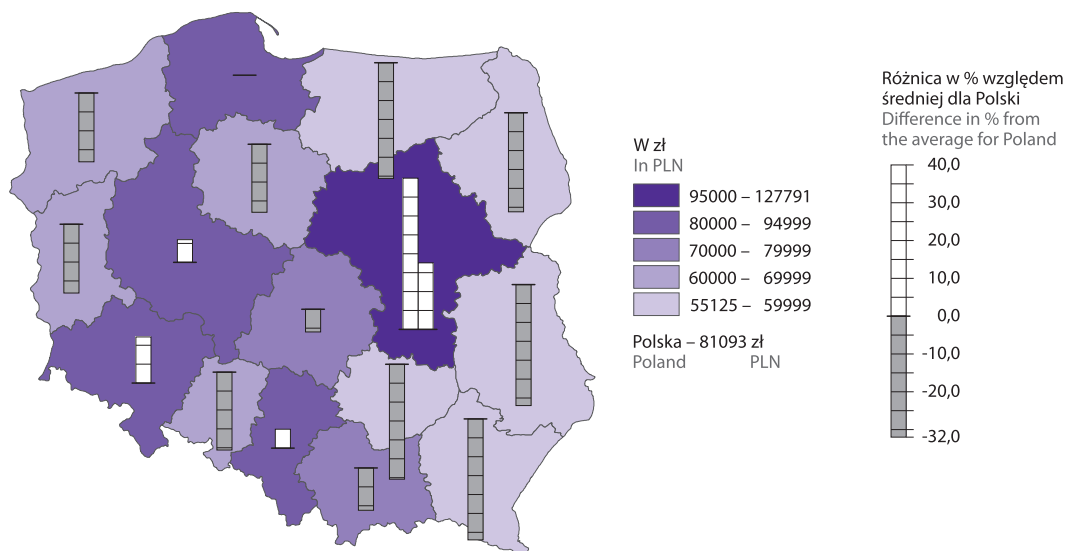 Różnica w % względem
średniej dla Polski
Difference in % from
the average for Poland
W zł
In PLN
95000 – 127791
80000 – 94999
70000 – 79999
60000 – 69999
55125 – 59999
Polska – 81093 zł
Poland PLN
40,0
30,0
20,0
10,0
0,0
-10,0
-20,0
-32,0